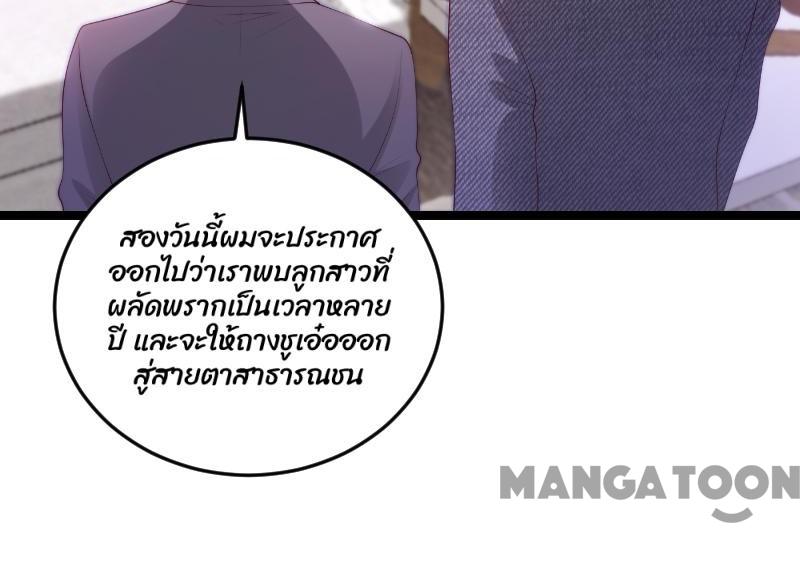 สองวันนี้ผมจะประกาศ
ออกไปว่าเราพบลูกสาวที่
ผลัดพรากเป็นเวลาหลาย
ปี และจะให้ถางชูเอ๋อออก
สู่สายตาสาธารณชน
MANGATOON